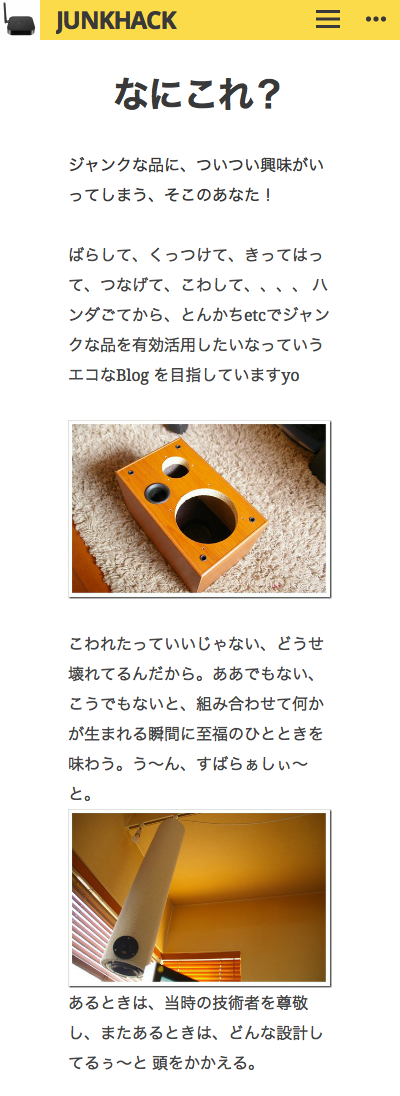 JUNKHACK
なにこれ？
ジャンクな品に、ついつい興味がい
ってしまう、そこのあなた！
ばらして、くっつけて、きってはっ
て、つなげて、こわして、、、、 ハ
ンダごてから、とんかちetcでジャン
クな品を有効活用したいなっていう
エコなBlog を目指していますyo
こわれたっていいじゃない、どうせ
壊れてるんだから。ああでもない、
こうでもないと、組み合わせて何か
が生まれる瞬間に至福のひとときを
味わう。う〜ん、すばらぁしぃ〜
と。
あるときは、当時の技術者を尊敬
し、またあるときは、どんな設計し
てるぅ〜と 頭をかかえる。